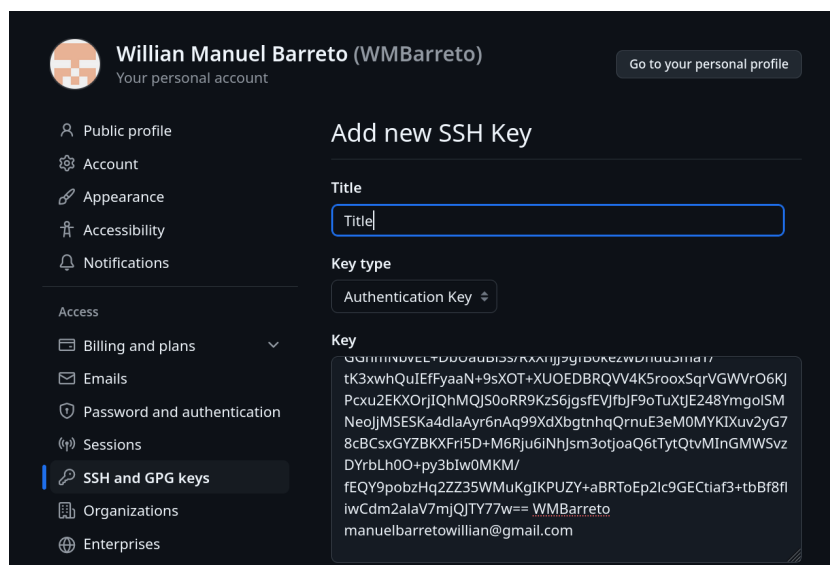 Willian Manuel Barreto (WMBarreto)
Your personal account
Go to your personal profile
Public profile
Account
Appearance
Accessibility
Notifications
Access
Billing and plans
Emails
Password and authentication
Sessions
SSH and GPG keys
Organizations
Enterprises
Add new SSH Key
Title
Title
Key type
Authentication Key
Key
tK3xwhQuIEfFyaaN+9sXOT+XUOEDBRQVV4K5rooxSqrVGWVrO6KJ
Pcxu2EKXOrjIQhMQJS0oRR9KzS6jgsfEVJfbJF9oTuXtJE248YmgolSM
NeoJjMSESKa4dlaAyr6nAq99XdXbgtnhqQrnuE3eM0MYKIXuv2yG7
8cBCsxGYZBKXFri5D+M6Rju6iNhJsm3otjoaQ6tTytQtvMInGMWSvz
DYrbLh0O+py3bIw0MKM/
fEQY9pobzHq2ZZ35WMuKgIKPUZY+aBRToEp2Ic9GECtiaf3+tbBf8fl
iwCdm2alaV7mjQJTY77w== WMBarreto
manuelbarretowillian@gmail.com